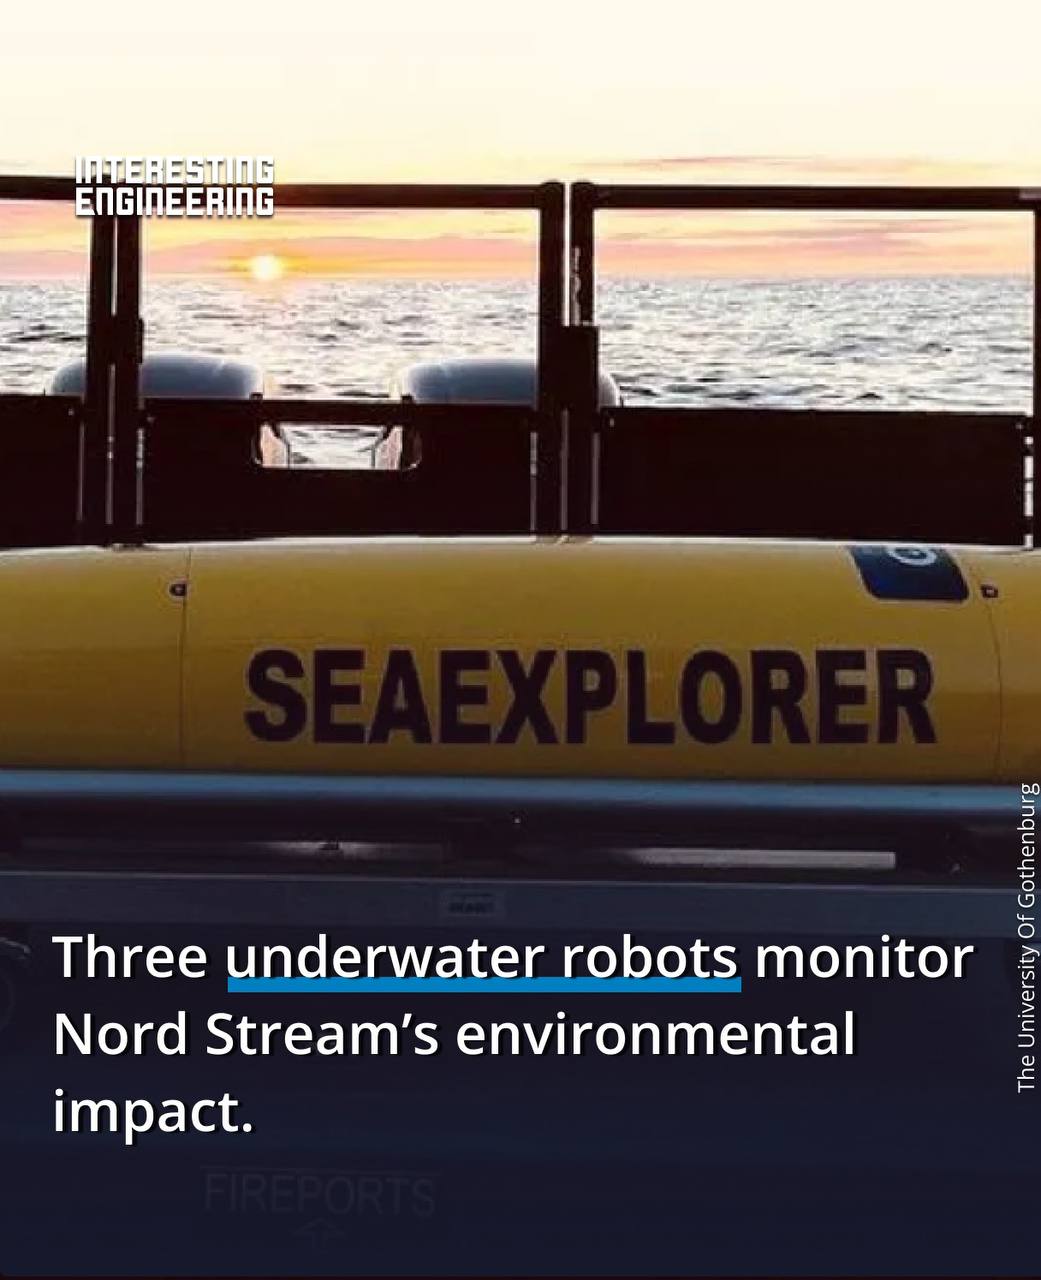 INTERESTING
ENGINEERING
SEAEXPLORER
Three underwater robots monitor
Nord Stream’s environmental
impact.
The University Of Gothenburg
FIREPORTS